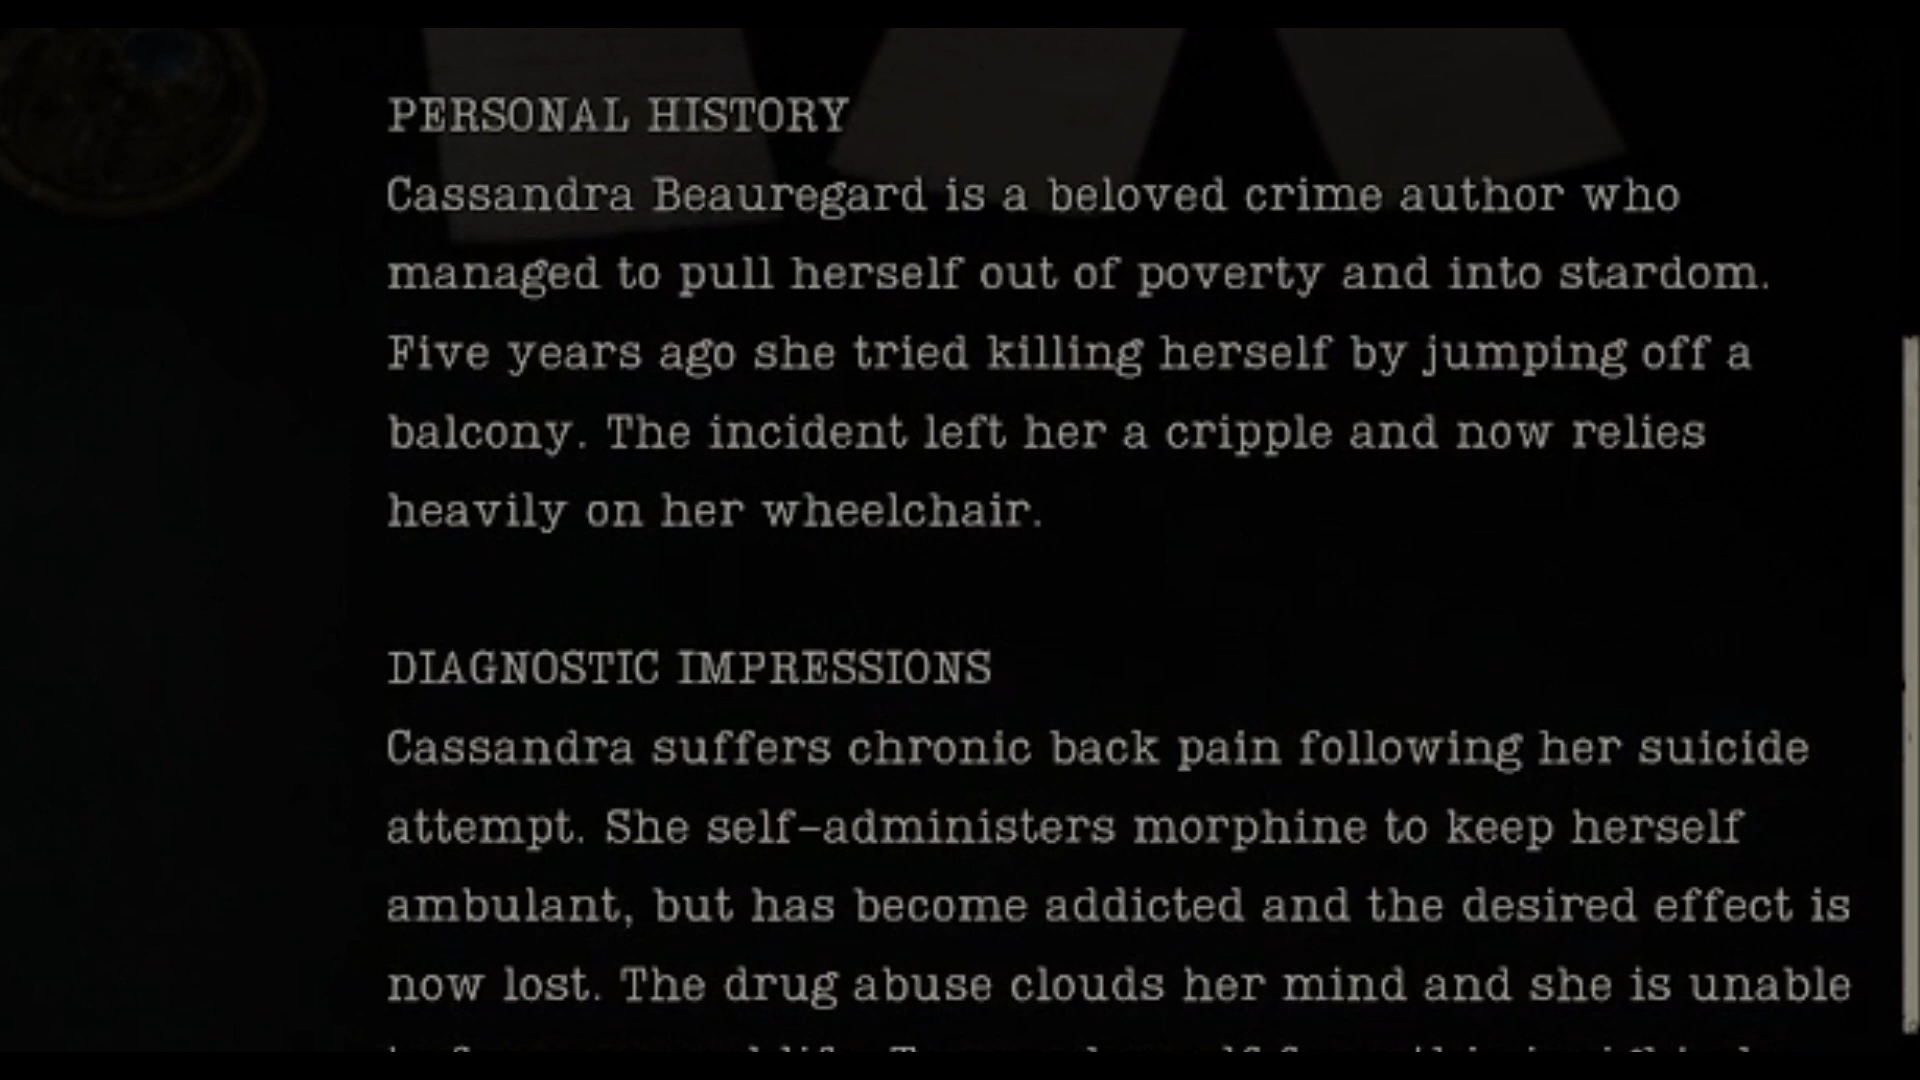 PERSONAL HISTORY
Cassandra Beauregard is a beloved crime author who
managed to pull herself out of poverty and into stardom.
Five years ago she tried killing herself by jumping off a
balcony. The incident left her a cripple and now relies
heavily on her wheelchair.
DIAGNOSTIC IMPRESSIONS
Cassandra suffers chronic back pain following her suicide
attempt. She self-administers morphine to keep herself
ambulant, but has become addicted and the desired effect is
now lost. The drug abuse clouds her mind and she is unable